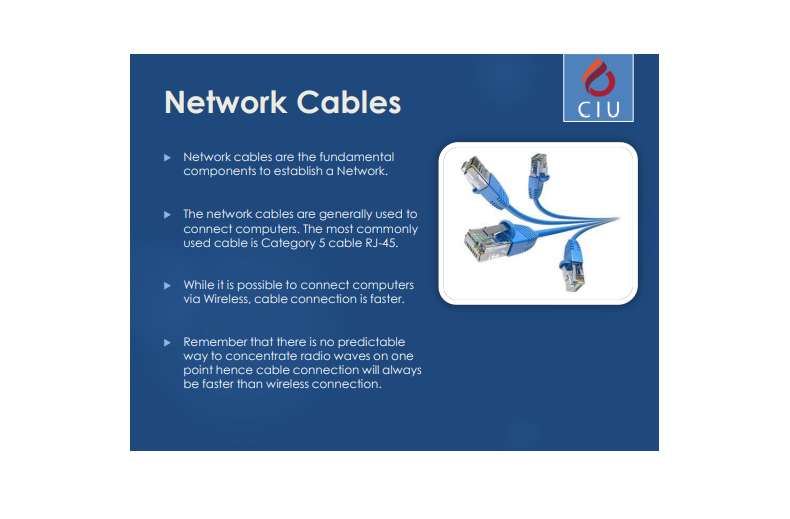 CIU
Network Cables
Network cables are the fundamental
components to establish a Network.
The network cables are generally used to
connect computers. The most commonly
used cable is Category 5 cable RJ-45.
While it is possible to connect computers
via Wireless, cable connection is faster.
Remember that there is no predictable
way to concentrate radio waves on one
point hence cable connection will always
be faster than wireless connection.